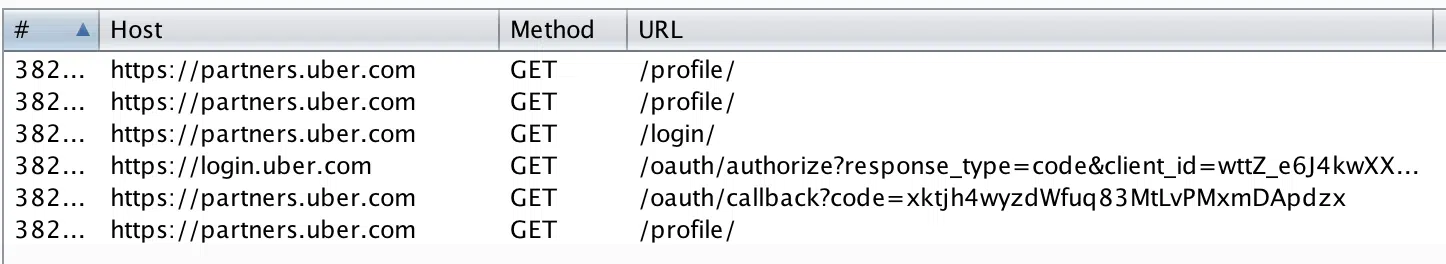 # Host Method URL
382... https://partners.uber.com GET /profile/
382... https://partners.uber.com GET /profile/
382... https://partners.uber.com GET /login/
382... https://login.uber.com GET /oauth/authorize?response_type=code&client_id=wttZ_e6J4kwXX...
382... https://partners.uber.com GET /oauth/callback?code=xktjh4wyzdWfuq83MtLvPMxmDApdzx
382... https://partners.uber.com GET /profile/